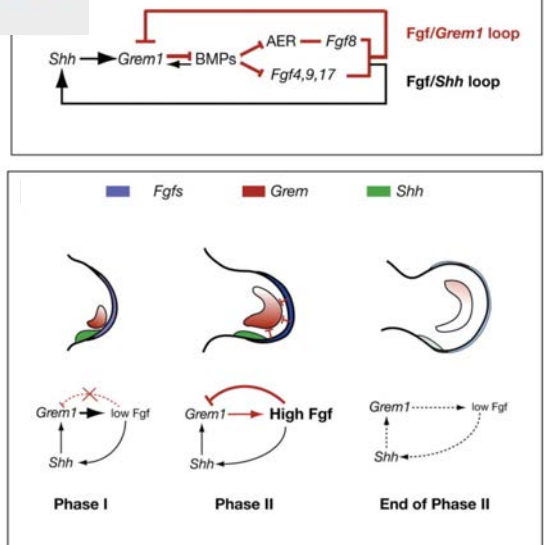 AER Fgf8
Fgf/Grem1 loop
Shh Grem1 BMPs
Fgf4,9,17
Fgf/Shh loop
Fgfs Grem Shh
Grem1 low Fgf
Shh
Phase I
Grem1 High Fgf
Shh
Phase II
Grem1 low Fgf
Shh
End of Phase II